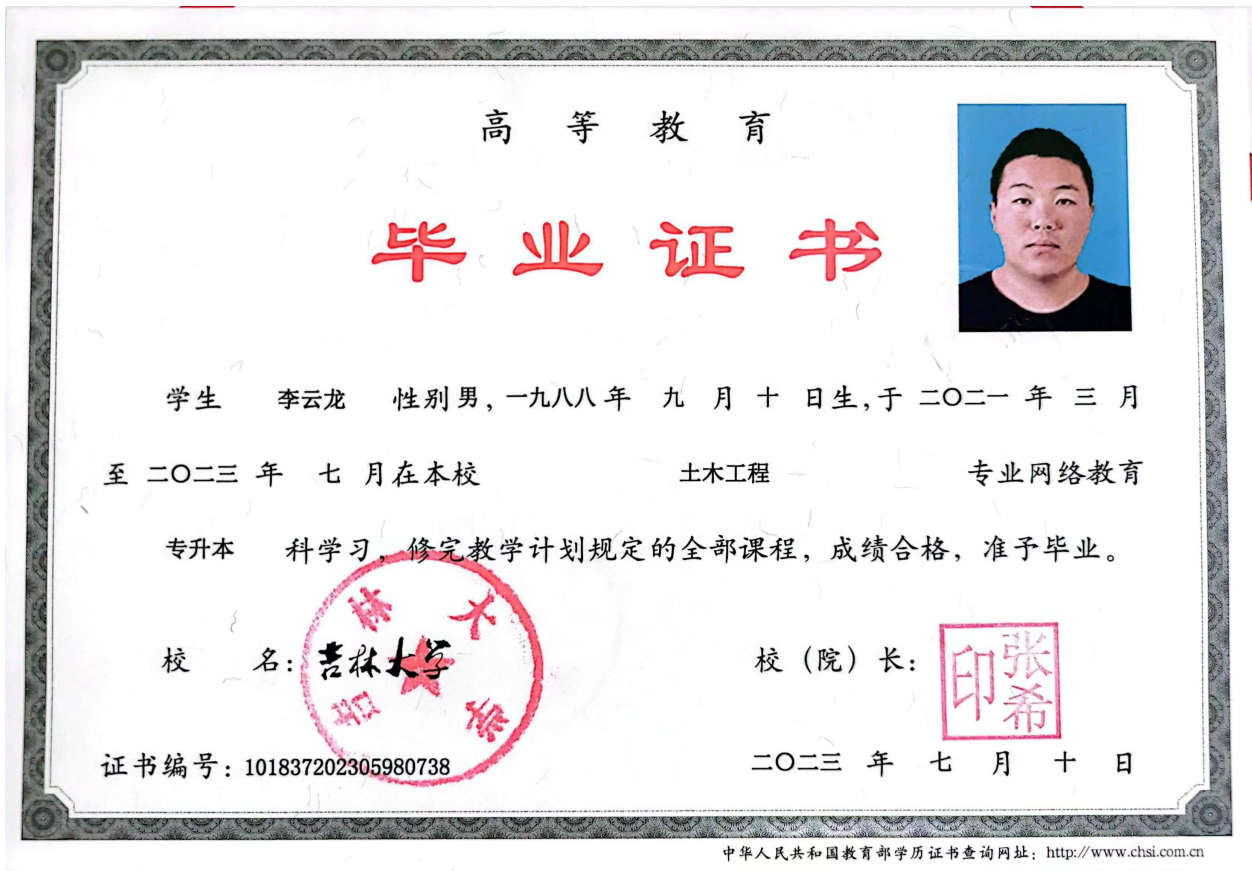 高等教育
毕业证书
学生 李云龙 性别男，一九八八年 九 月 十 日生，于 二〇二一 年 三 月
至 二〇二三 年 七 月在本校 土木工程 专业网络教育
专升本 科学习，修完教学计划规定的全部课程，成绩合格，准予毕业。
校 名：吉林大学
吉林大学
校（院）长：
张希印
证书编号：101837202305980738
二〇二三 年 七 月 十 日
中华人民共和国教育部学历证书查询网址：http://www.chsi.com.cn